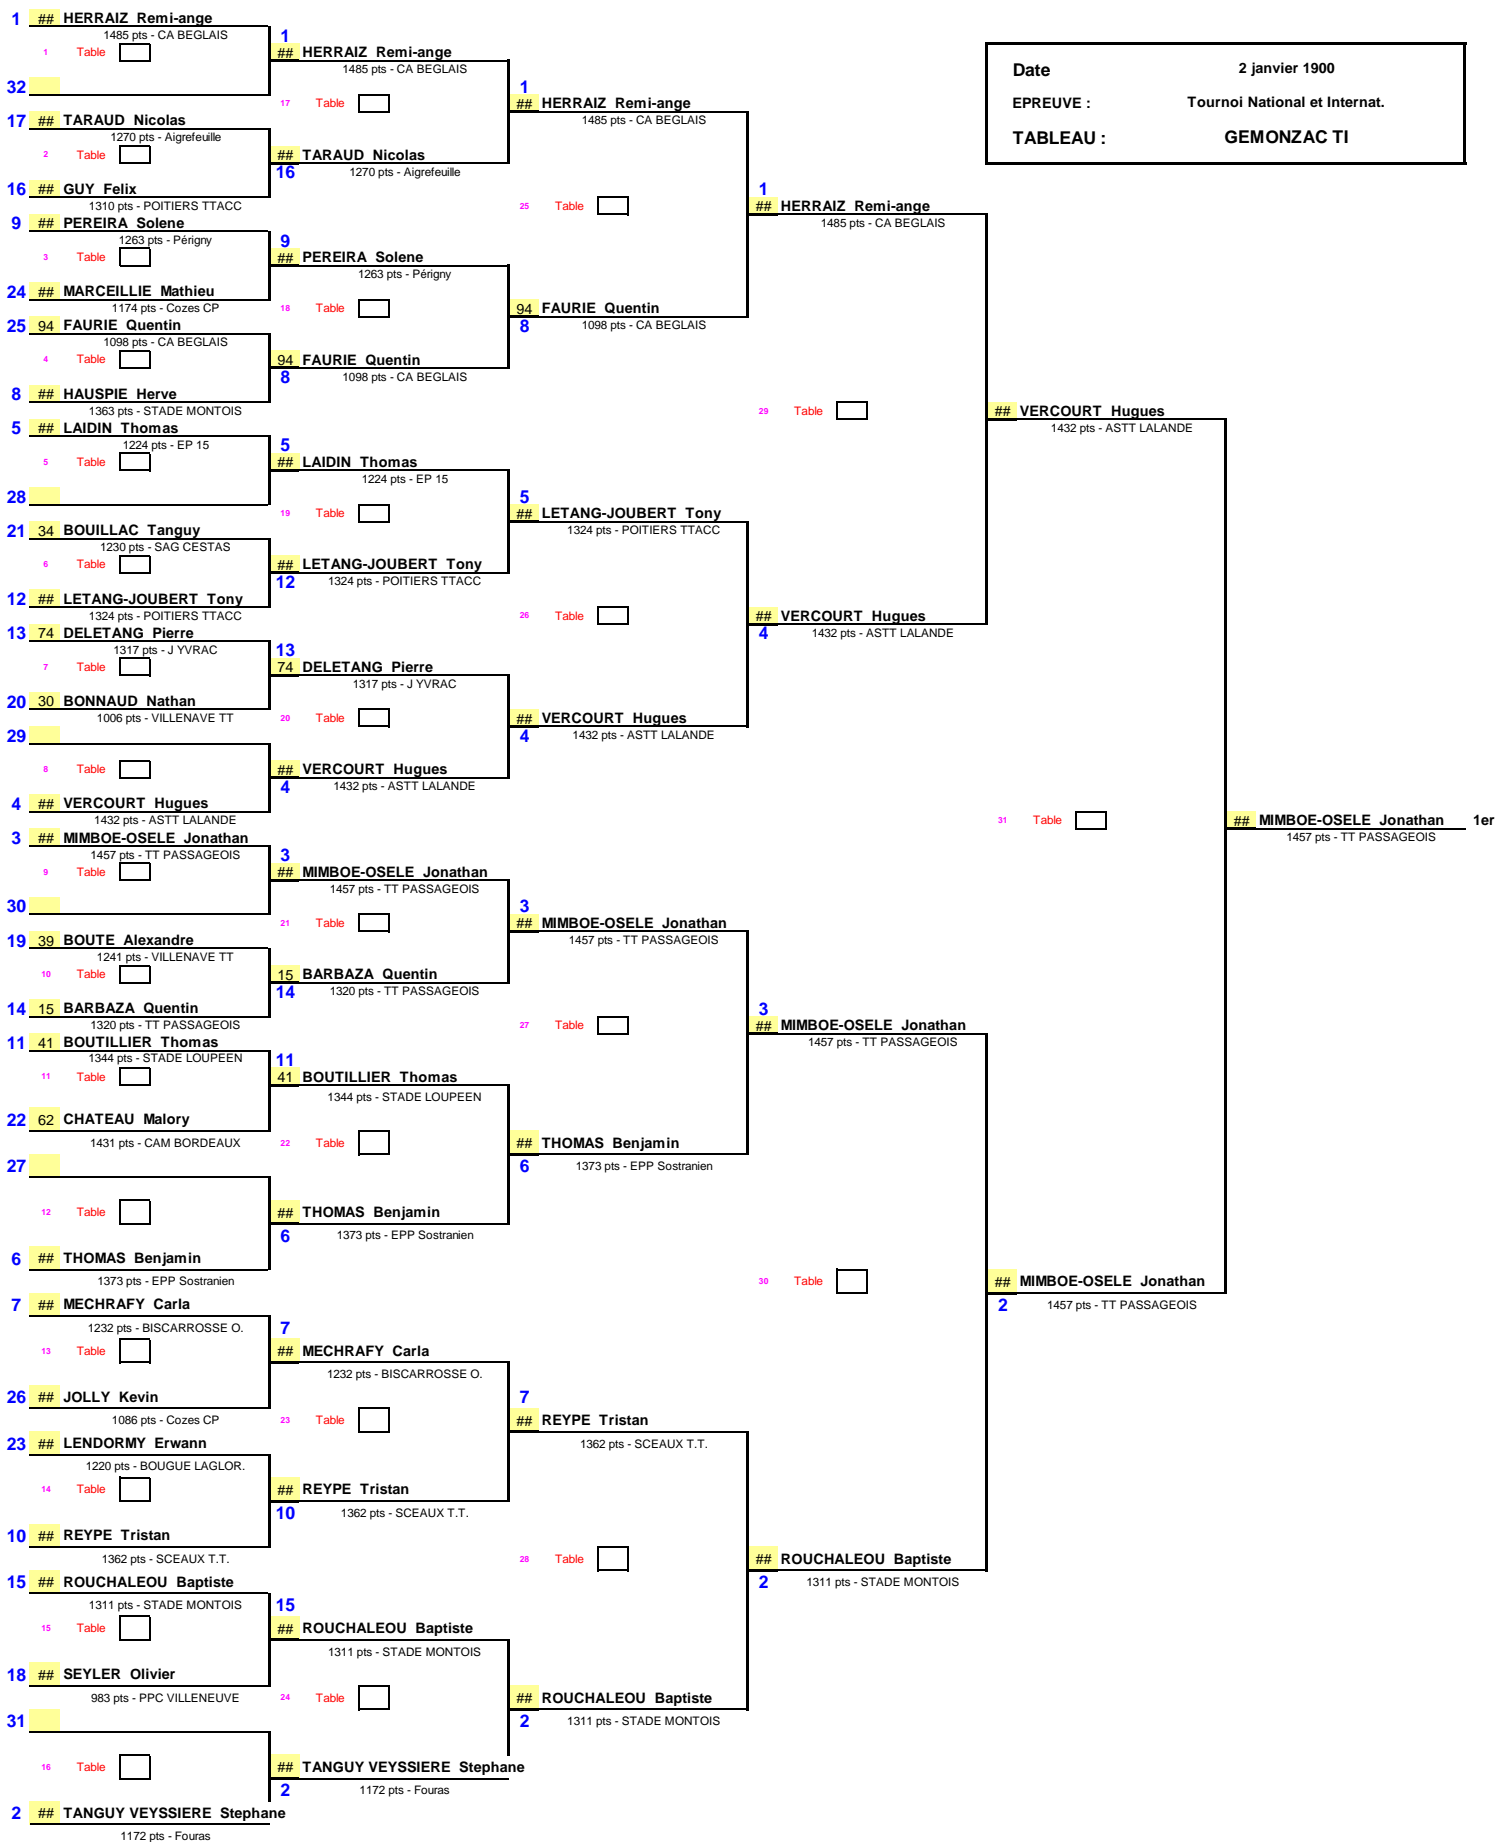 Date 2 janvier 1900
EPREUVE : Tournoi National et Internat.
TABLEAU : GEMONZAC TI
1 ## HERRAIZ Remi-ange
1485 pts - CA BEGLAIS
1 Table
32
17 ## TARAUD Nicolas
1270 pts - Aigrefeuille
2 Table
16 ## GUY Felix
1310 pts - POITIERS TTACC
9 ## PEREIRA Solene
1263 pts - Périgny
3 Table
24 ## MARCEILLIE Mathieu
1174 pts - Cozes CP
25 94 FAURIE Quentin
1098 pts - CA BEGLAIS
4 Table
8 ## HAUSPIE Herve
1363 pts - STADE MONTOIS
5 ## LAIDIN Thomas
1224 pts - EP 15
5 Table
28
21 34 BOUILLAC Tanguy
1230 pts - SAG CESTAS
6 Table
12 ## LETANG-JOUBERT Tony
1324 pts - POITIERS TTACC
13 74 DELETANG Pierre
1317 pts - J YVRAC
7 Table
20 30 BONNAUD Nathan
1006 pts - VILLENAVE TT
29
8 Table
4 ## VERCOURT Hugues
1432 pts - ASTT LALANDE
3 ## MIMBOE-OSELE Jonathan
1457 pts - TT PASSAGEOIS
9 Table
30
19 39 BOUTE Alexandre
1241 pts - VILLENAVE TT
10 Table
14 15 BARBAZA Quentin
1320 pts - TT PASSAGEOIS
11 41 BOUTILLIER Thomas
1344 pts - STADE LOUPEEN
11 Table
22 62 CHATEAU Malory
1431 pts - CAM BORDEAUX
27
12 Table
6 ## THOMAS Benjamin
1373 pts - EPP Sostranien
7 ## MECHRAFY Carla
1232 pts - BISCARROSSE O.
13 Table
26 ## JOLLY Kevin
1086 pts - Cozes CP
23 ## LENDORMY Erwann
1220 pts - BOUGUE LAGLOR.
14 Table
10 ## REYPE Tristan
1362 pts - SCEAUX T.T.
15 ## ROUCHALEOU Baptiste
1311 pts - STADE MONTOIS
15 Table
18 ## SEYLER Olivier
983 pts - PPC VILLENEUVE
31
16 Table
2 ## TANGUY VEYSSIERE Stephane
1172 pts - Fouras
1
## HERRAIZ Remi-ange
1485 pts - CA BEGLAIS
17 Table
## TARAUD Nicolas
16
1270 pts - Aigrefeuille
9
## PEREIRA Solene
1263 pts - Périgny
18 Table
94 FAURIE Quentin
8
1098 pts - CA BEGLAIS
5
## LAIDIN Thomas
1224 pts - EP 15
19 Table
## LETANG-JOUBERT Tony
12
1324 pts - POITIERS TTACC
13
74 DELETANG Pierre
1317 pts - J YVRAC
20 Table
## VERCOURT Hugues
4
1432 pts - ASTT LALANDE
3
## MIMBOE-OSELE Jonathan
1457 pts - TT PASSAGEOIS
21 Table
15 BARBAZA Quentin
14
1320 pts - TT PASSAGEOIS
11
41 BOUTILLIER Thomas
1344 pts - STADE LOUPEEN
22 Table
## THOMAS Benjamin
6
1373 pts - EPP Sostranien
7
## MECHRAFY Carla
1232 pts - BISCARROSSE O.
23 Table
## REYPE Tristan
10
1362 pts - SCEAUX T.T.
15
## ROUCHALEOU Baptiste
1311 pts - STADE MONTOIS
24 Table
## TANGUY VEYSSIERE Stephane
2
1172 pts - Fouras
1
## HERRAIZ Remi-ange
1485 pts - CA BEGLAIS
25 Table
94 FAURIE Quentin
8
1098 pts - CA BEGLAIS
5
## LETANG-JOUBERT Tony
1324 pts - POITIERS TTACC
26 Table
## VERCOURT Hugues
4
1432 pts - ASTT LALANDE
3
## MIMBOE-OSELE Jonathan
1457 pts - TT PASSAGEOIS
27 Table
## THOMAS Benjamin
6
1373 pts - EPP Sostranien
7
## REYPE Tristan
1362 pts - SCEAUX T.T.
28 Table
## ROUCHALEOU Baptiste
2
1311 pts - STADE MONTOIS
1
## HERRAIZ Remi-ange
1485 pts - CA BEGLAIS
29 Table
## VERCOURT Hugues
4
1432 pts - ASTT LALANDE
3
## MIMBOE-OSELE Jonathan
1457 pts - TT PASSAGEOIS
30 Table
## ROUCHALEOU Baptiste
2
1311 pts - STADE MONTOIS
## VERCOURT Hugues
1432 pts - ASTT LALANDE
31 Table
## MIMBOE-OSELE Jonathan
2
1457 pts - TT PASSAGEOIS
## MIMBOE-OSELE Jonathan 1er
1457 pts - TT PASSAGEOIS